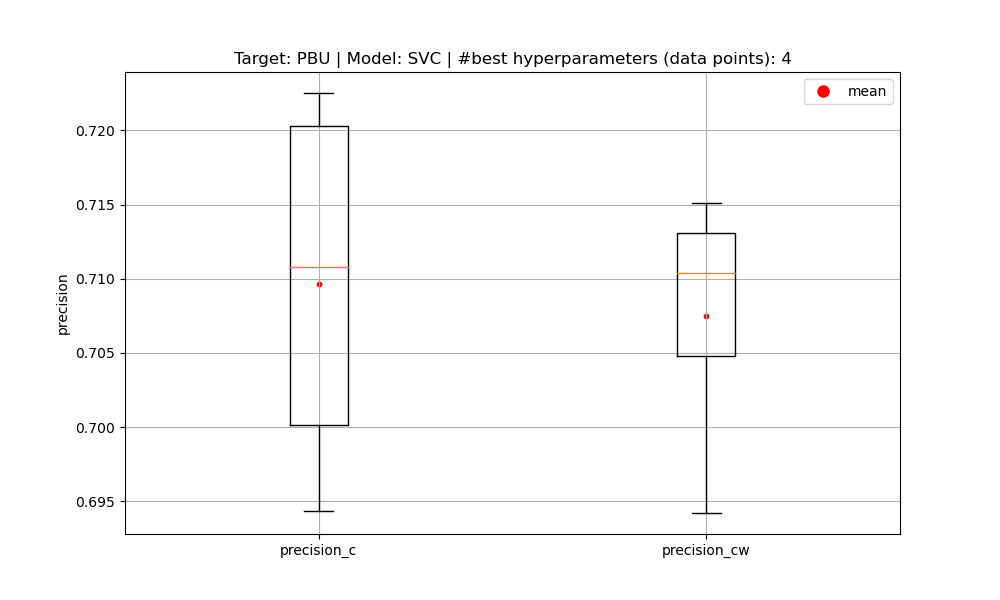 Target: PBU | Model: SVC | #best hyperparameters (data points): 4
mean
0.720
0.715
0.710
0.705
0.700
0.695
precision
precision_c
precision_cw